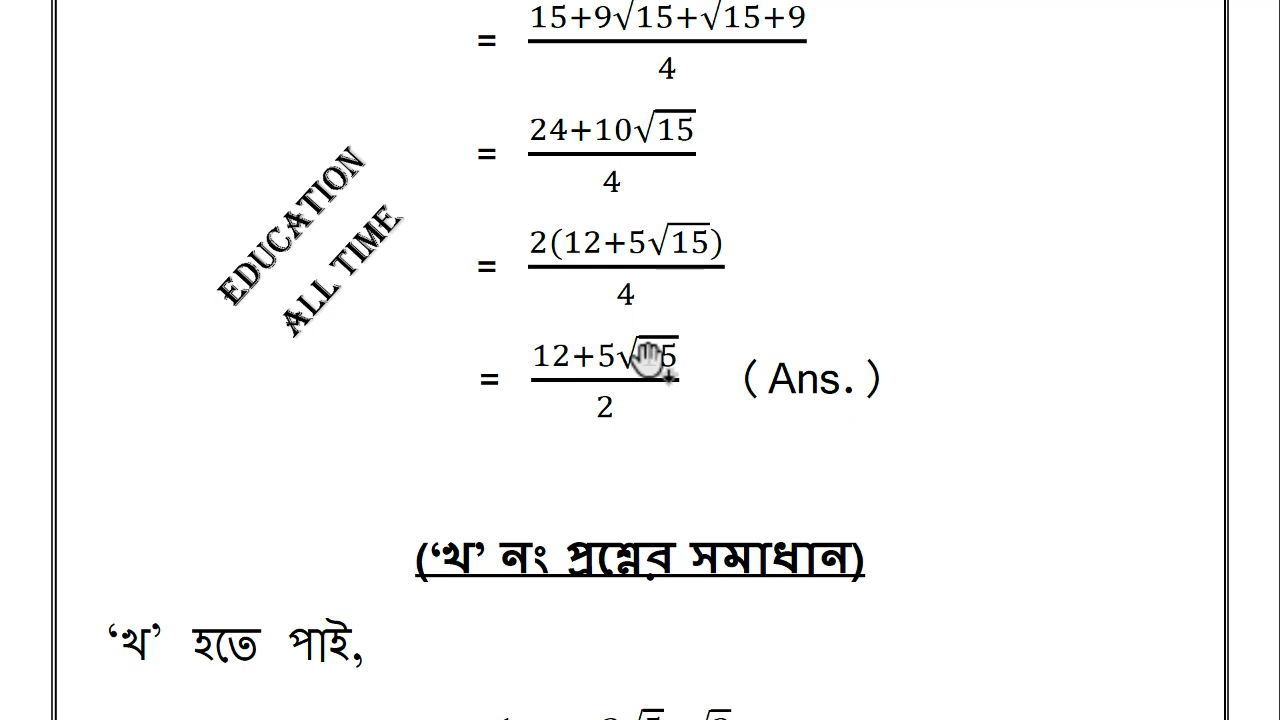 = 15+9√15+√15+9 / 4
= 24+10√15 / 4
= 2(12+5√15) / 4
EDUCATION
ALL TIME
= 12+5√ 5 / 2 (Ans.)
(‘খ’ নং প্রশ্নের সমাধান)
‘খ’ হতে পাই,